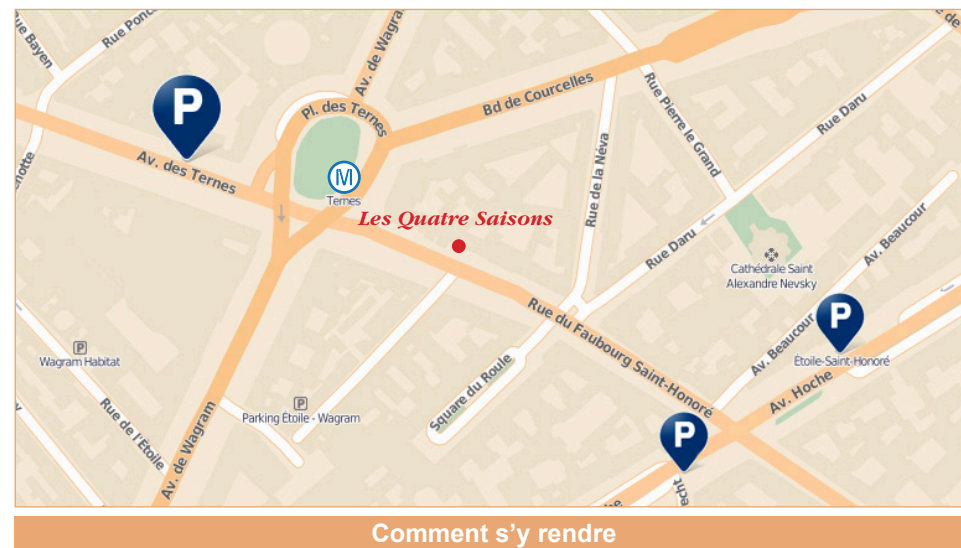 Rue Bayen
Av. de Wagram
P
Pl. des Ternes
Bd de Courcelles
Rue Pierre le Grand
Rue Daru
Av. des Ternes
M
Ternes
Les Quatre Saisons
Rue de la Néva
Rue Daru
Cathédrale Saint
Alexandre Nevsky
Av. Beaucour
P
Étoile-Saint-Honoré
Rue du Faubourg Saint-Honoré
Av. Beaucour
Av. Hoche
P
Wagram Habitat
P
Parking Étoile - Wagram
Square du Roule
Rue de l'Étoile
Av. de Wagram
P
Comment s’y rendre